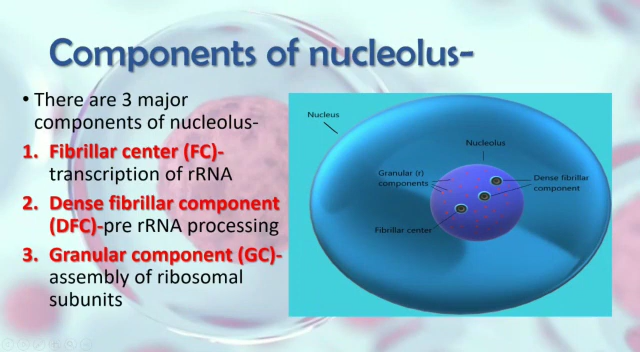 Components of nucleolus-
• There are 3 major
components of nucleolus-
1. Fibrillar center (FC)-
transcription of rRNA
2. Dense fibrillar component
(DFC)-pre rRNA processing
3. Granular component (GC)-
assembly of ribosomal
subunits
Nucleus
Nucleolus
Granular (r)
components
Dense fibrillar
component
Fibrillar center